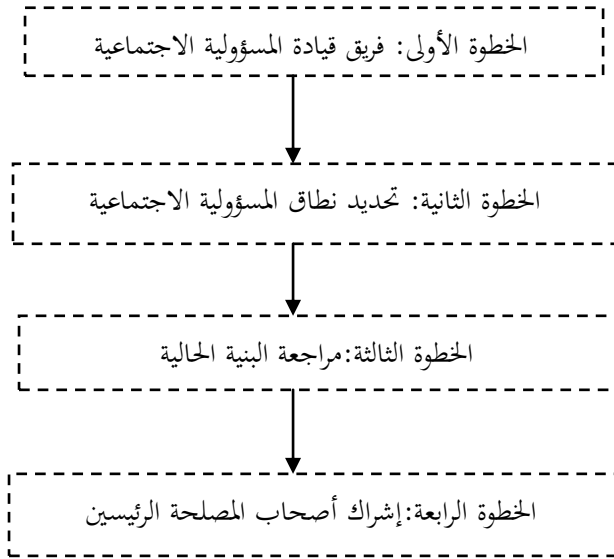 الخطوة الأولى: فريق قيادة المسؤولية الاجتماعية
الخطوة الثانية: تحديد نطاق المسؤولية الاجتماعية
الخطوة الثالثة:مراجعة البنية الحالية
الخطوة الرابعة:إشراك أصحاب المصلحة الرئيسين